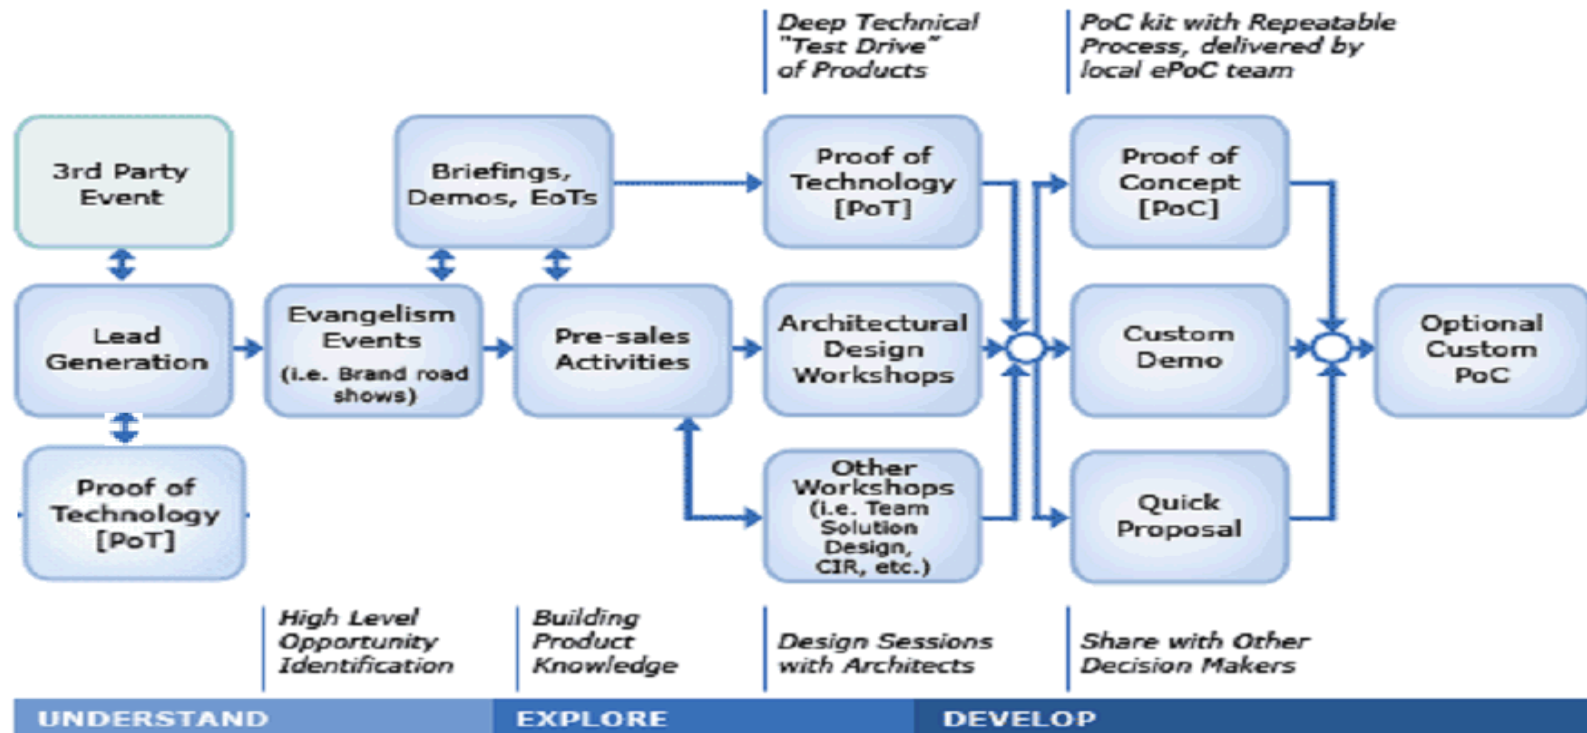 Deep Technical
"Test Drive"
of Products
PoC kit with Repeatable
Process, delivered by
local ePoC team
3rd Party
Event
Briefings,
Demos, EoTs
Proof of
Technology
[PoT]
Proof of
Concept
[PoC]
Lead
Generation
Evangelism
Events
(i.e. Brand road
shows)
Pre-sales
Activities
Architectural
Design
Workshops
Custom
Demo
Optional
Custom
PoC
Proof of
Technology
[PoT]
Other
Workshops
(i.e. Team
Solution
Design,
CIR, etc.)
Quick
Proposal
High Level
Opportunity
Identification
Building
Product
Knowledge
Design Sessions
with Architects
Share with Other
Decision Makers
UNDERSTAND
EXPLORE
DEVELOP